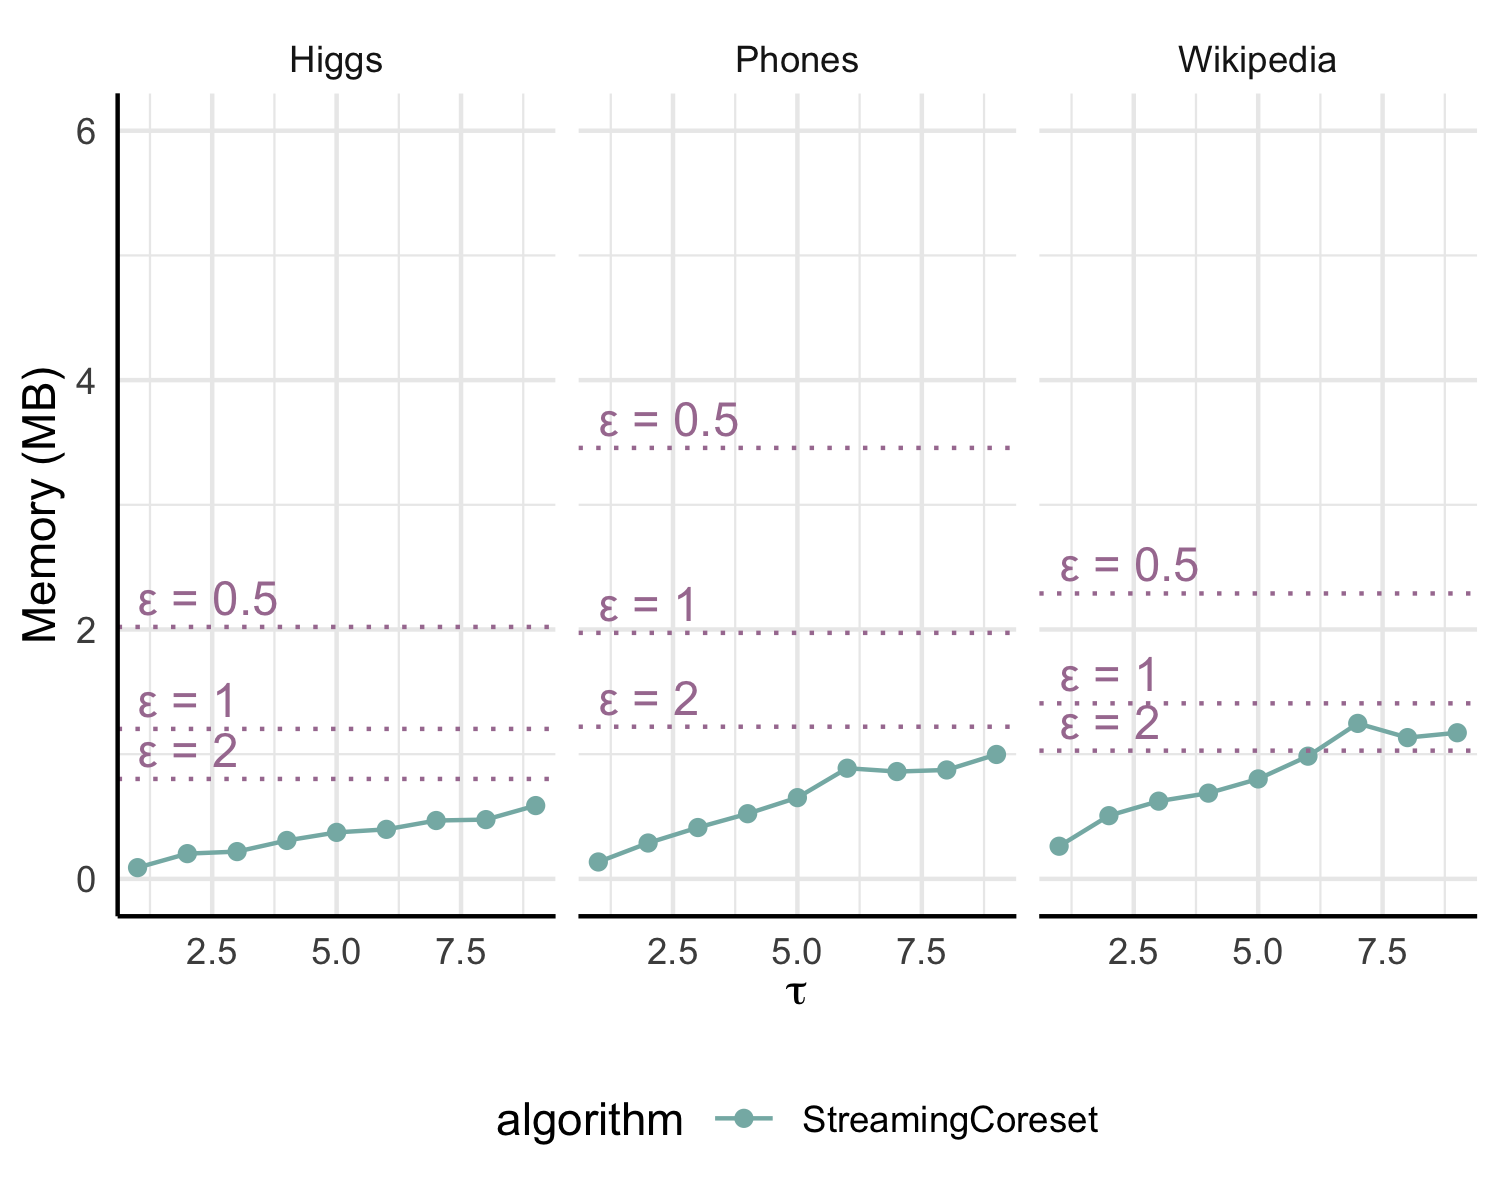 Higgs Phones Wikipedia
Memory (MB)
6
4
2
0
ε = 0.5
ε = 1
ε = 2
ε = 0.5
ε = 1
ε = 2
ε = 0.5
ε = 1
ε = 2
2.5 5.0 7.5 2.5 5.0 7.5 2.5 5.0 7.5
τ
algorithm StreamingCoreset